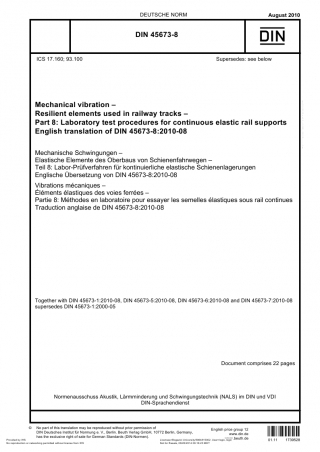 DEUTSCHE NORM
August 2010
DIN 45673-8
DIN
ICS 17.160; 93.100
Supersedes: see below
Mechanical vibration –
Resilient elements used in railway tracks –
Part 8: Laboratory test procedures for continuous elastic rail supports
English translation of DIN 45673-8:2010-08
Mechanische Schwingungen –
Elastische Elemente des Oberbaus von Schienenfahrwegen –
Teil 8: Labor-Prüfverfahren für kontinuierliche elastische Schienenlagerungen
Englische Übersetzung von DIN 45673-8:2010-08
Vibrations mécaniques –
Éléments élastiques des voies ferrées –
Partie 8: Méthodes en laboratoire pour essayer les semelles élastiques sous rail continues
Traduction anglaise de DIN 45673-8:2010-08
Together with DIN 45673-1:2010-08, DIN 45673-5:2010-08, DIN 45673-6:2010-08 and DIN 45673-7:2010-08
supersedes DIN 45673-1:2000-05
Document comprises 22 pages
Normenausschuss Akustik, Lärmminderung und Schwingungstechnik (NALS) im DIN und VDI
DIN-Sprachendienst
© No part of this translation may be reproduced without prior permission of
DIN Deutsches Institut für Normung e. V., Berlin. Beuth Verlag GmbH, 10772 Berlin, Germany,
has the exclusive right of sale for German Standards (DIN-Normen).
English price group 12
www.din.de
www.beuth.de
01.11